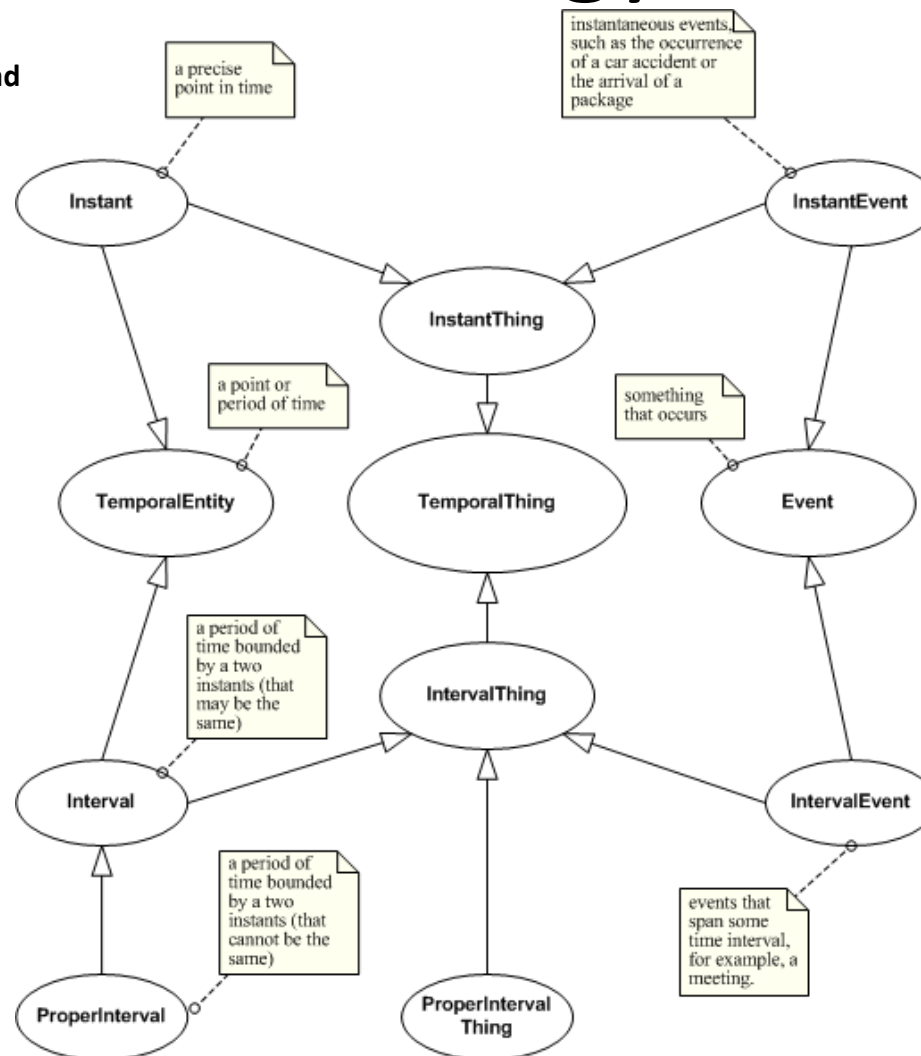 instantaneous events,
such as the occurrence
of a car accident or
the arrival of a
package
a precise
point in time
Instant
InstantEvent
InstantThing
a point or
period of time
something
that occurs
TemporalEntity
TemporalThing
Event
a period of
time bounded
by a two
instants (that
may be the
same)
IntervalThing
Interval
IntervalEvent
a period of
time bounded
by a two
instants (that
cannot be the
same)
events that
span some
time interval,
for example, a
meeting.
ProperInterval
ProperInterval
Thing